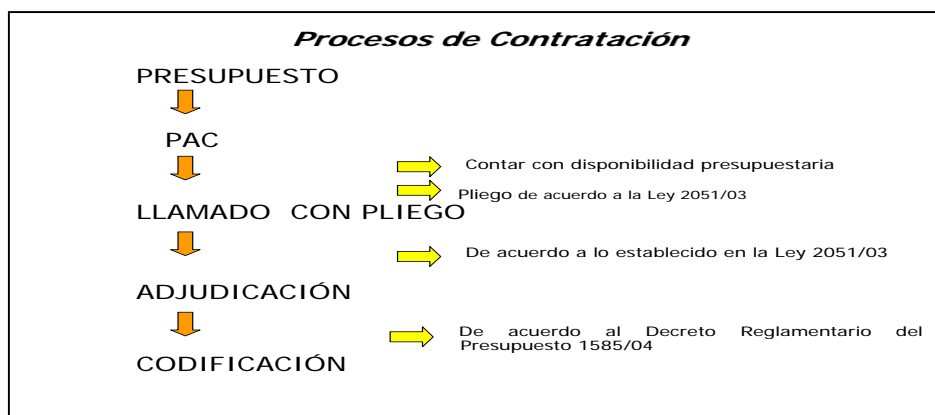 Procesos de Contratación
PRESUPUESTO
PAC
Contar con disponibilidad presupuestaria
Pliego de acuerdo a la Ley 2051/03
LLAMADO CON PLIEGO
De acuerdo a lo establecido en la Ley 2051/03
ADJUDICACIÓN
De acuerdo al Decreto Reglamentario del
Presupuesto 1585/04
CODIFICACIÓN